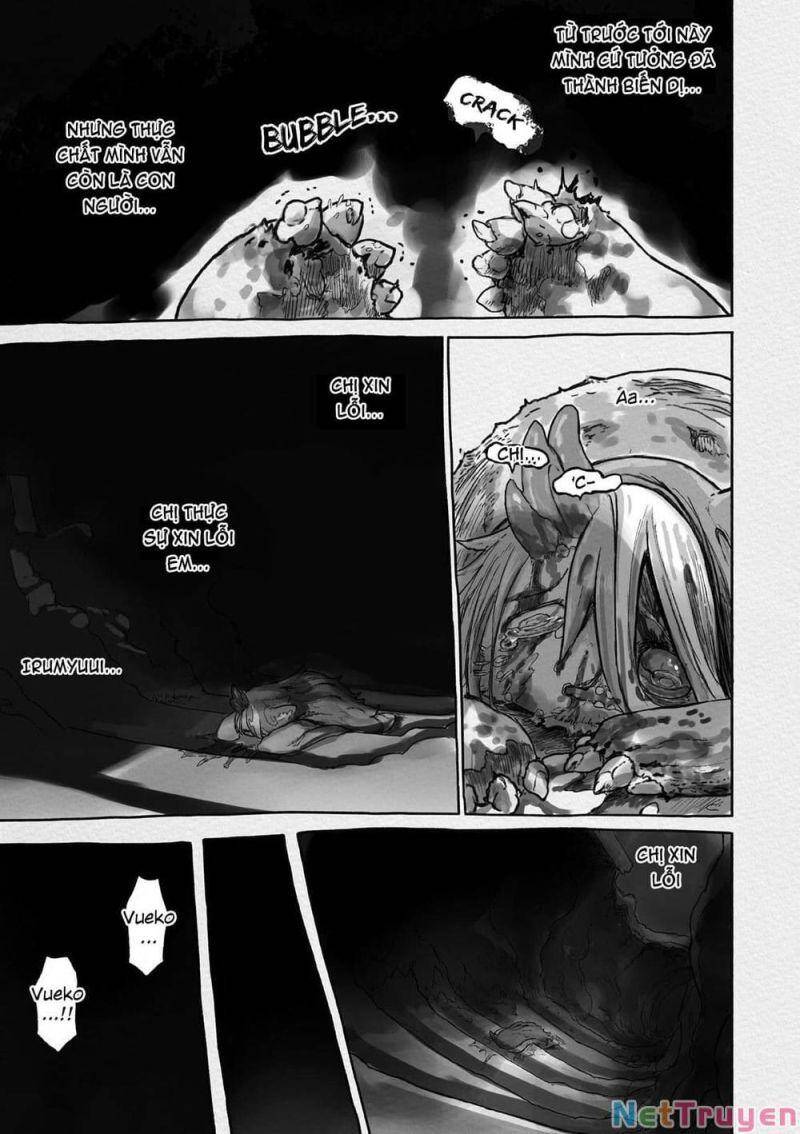 TỪ TRƯỚC TỚI NÀY
MÌNH CỨ TƯỞNG ĐÃ
THÀNH BIẾN DỊ...
CRACK
BUBBLE...
NHƯNG THỰC
CHẤT MÌNH VẪN
CÒN LÀ CON
NGƯỜI...
Aa...
CHỊ...
'C-
CHỊ XIN
LỖI...
CHỊ THỰC
SỰ XIN LỖI
EM...
IRUMYUUI...
CHỊ XIN
LỖI
Vueko
...
Vueko
...!!
NetTruyen